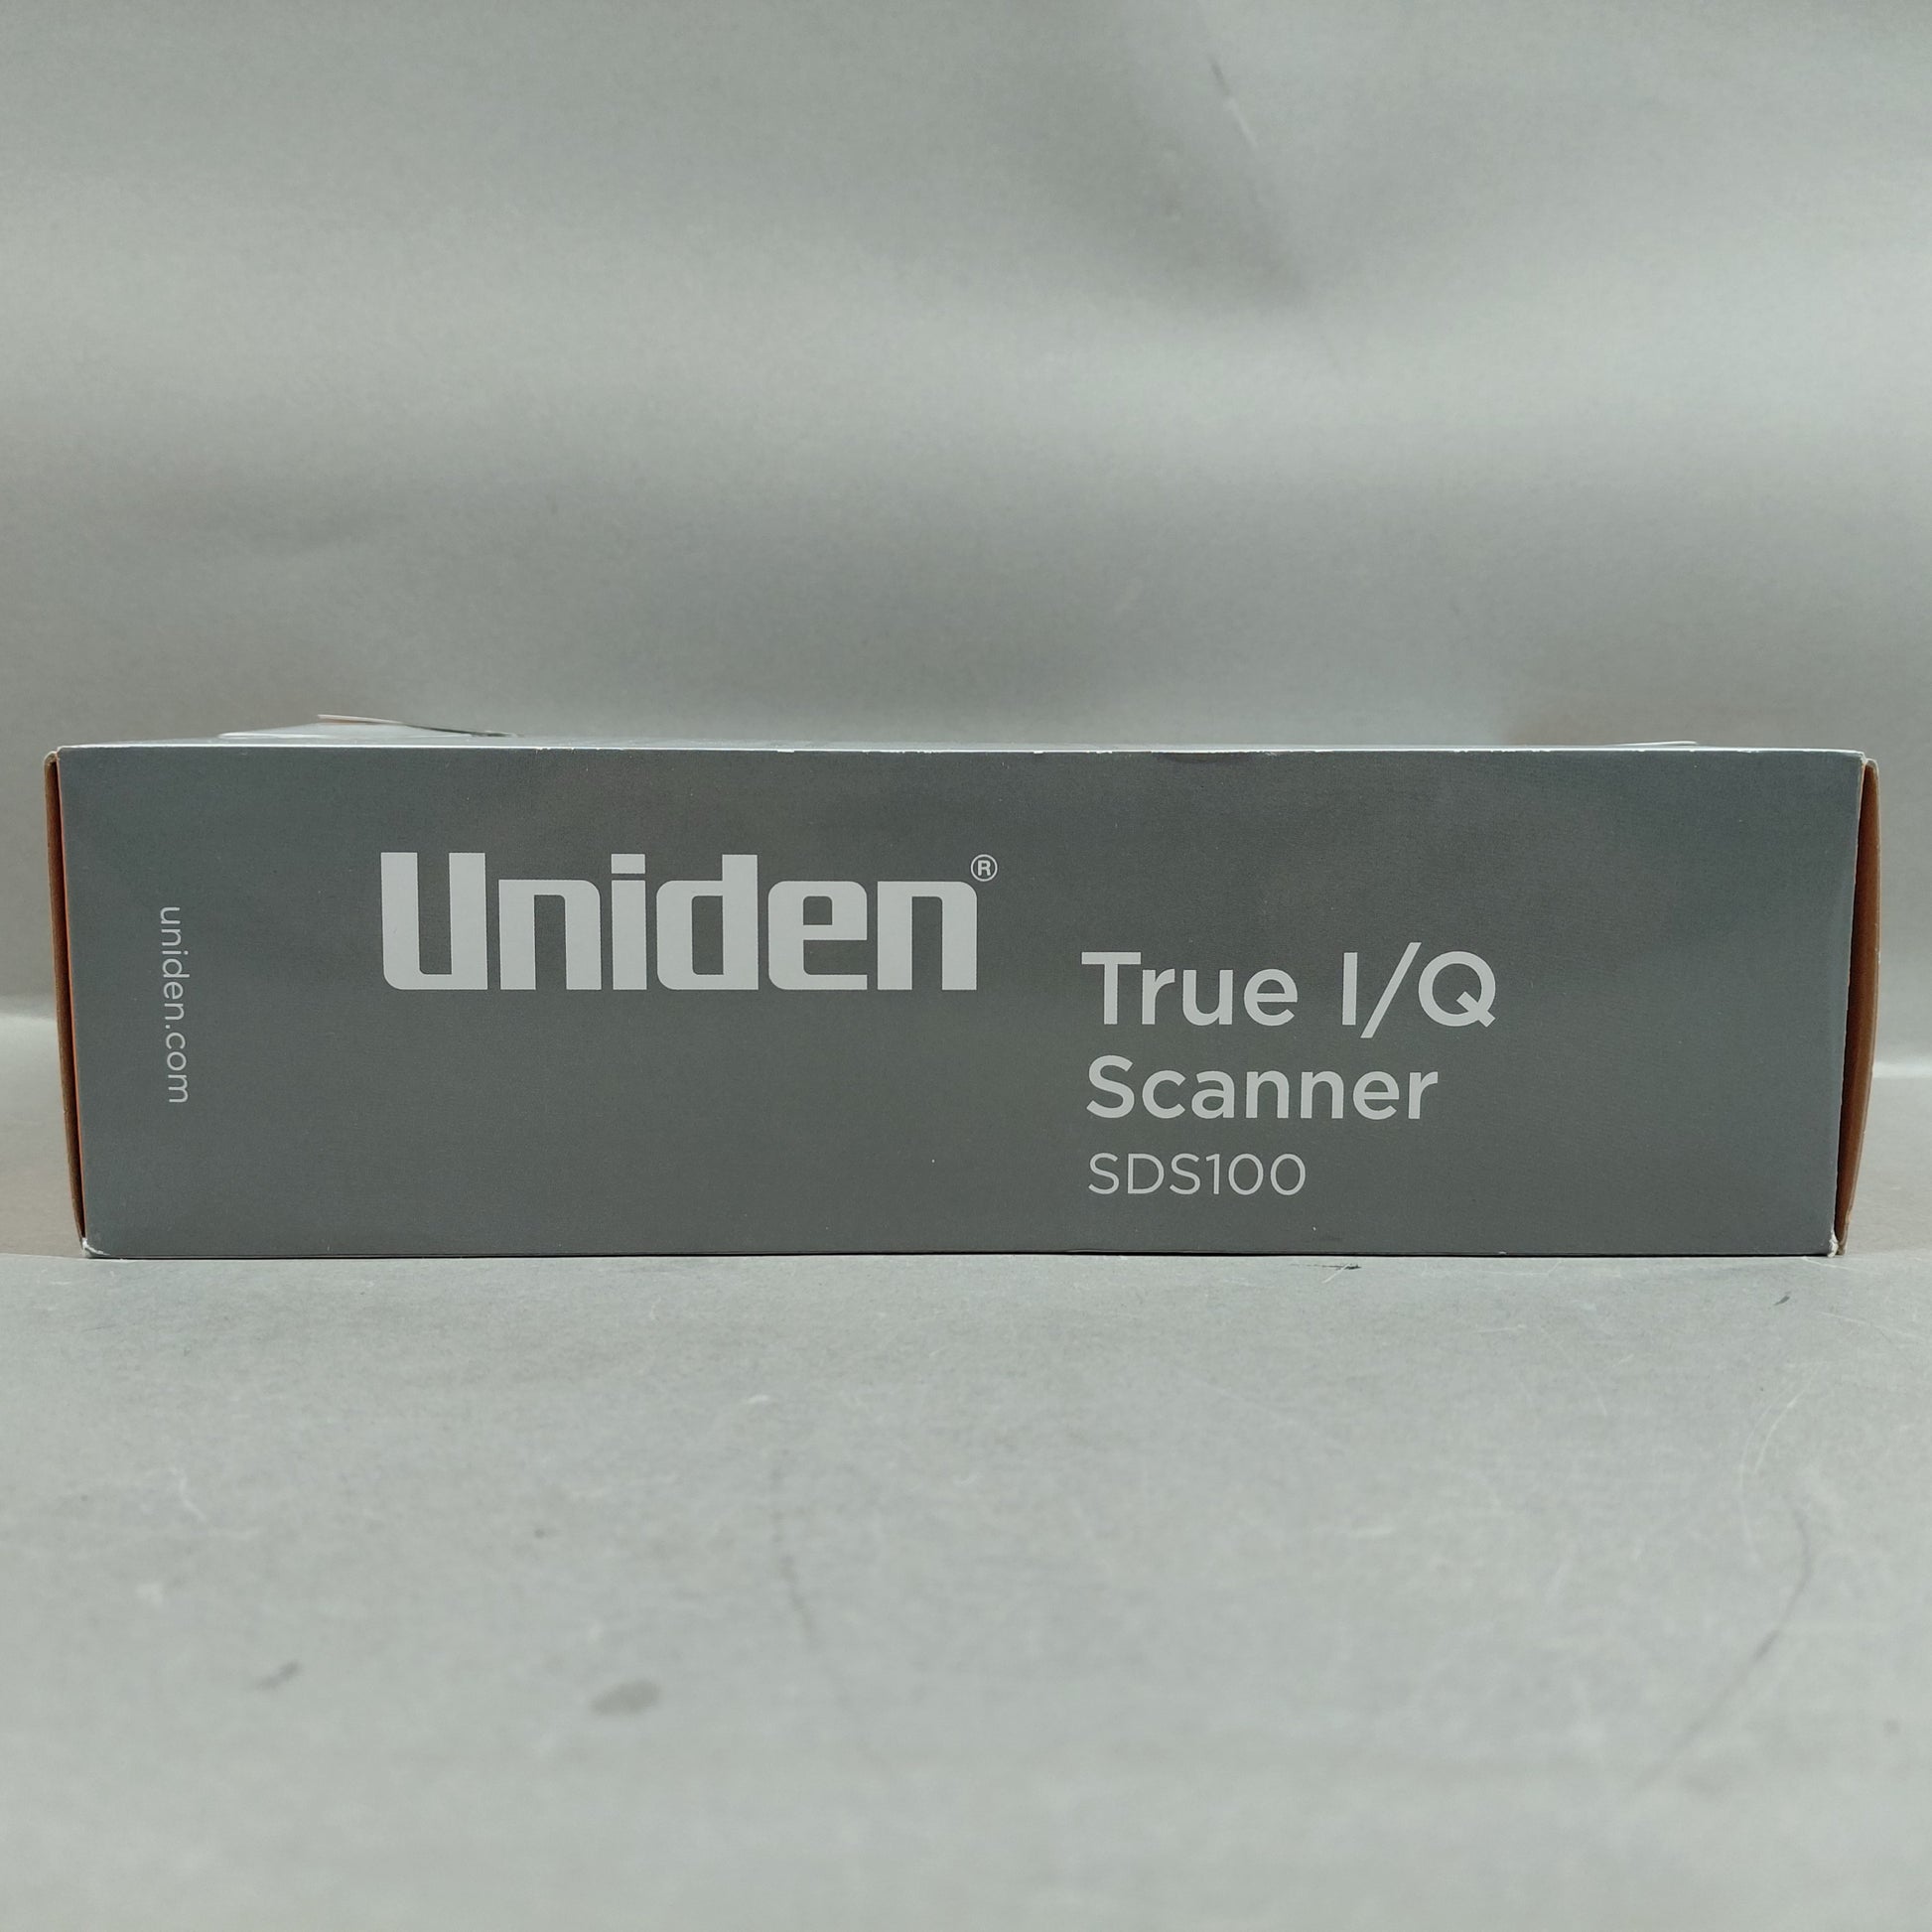 uniden.com
Uniden®
True I/Q
Scanner
SDS100